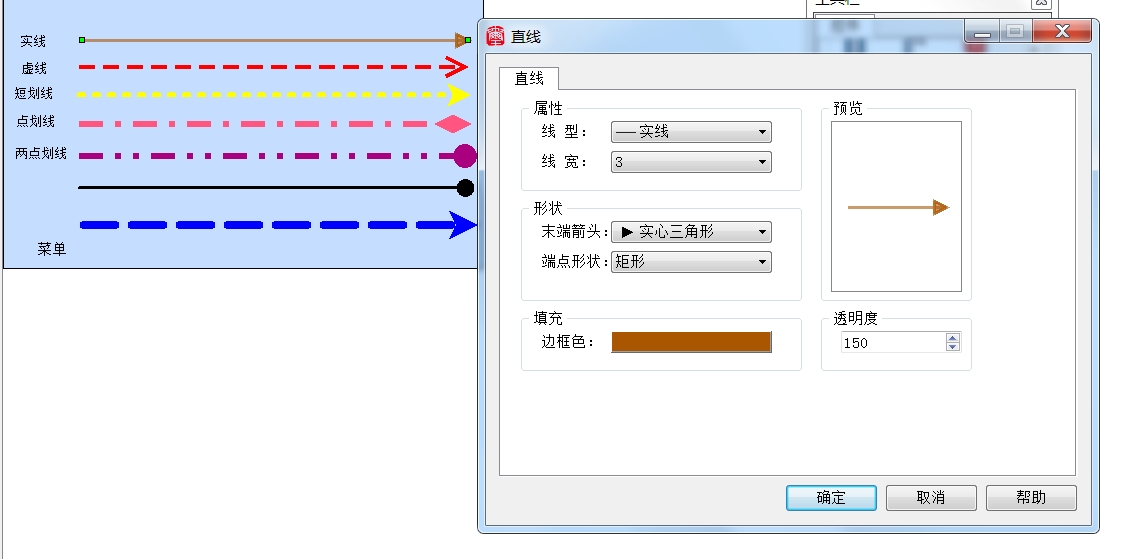 实线
虚线
短划线
点划线
两点划线
菜单
直线
直线
属性
线 型：
实线
线 宽：
3
形状
末端箭头：
实心三角形
端点形状：
矩形
填充
边框色：
预览
透明度
150
确定
取消
帮助